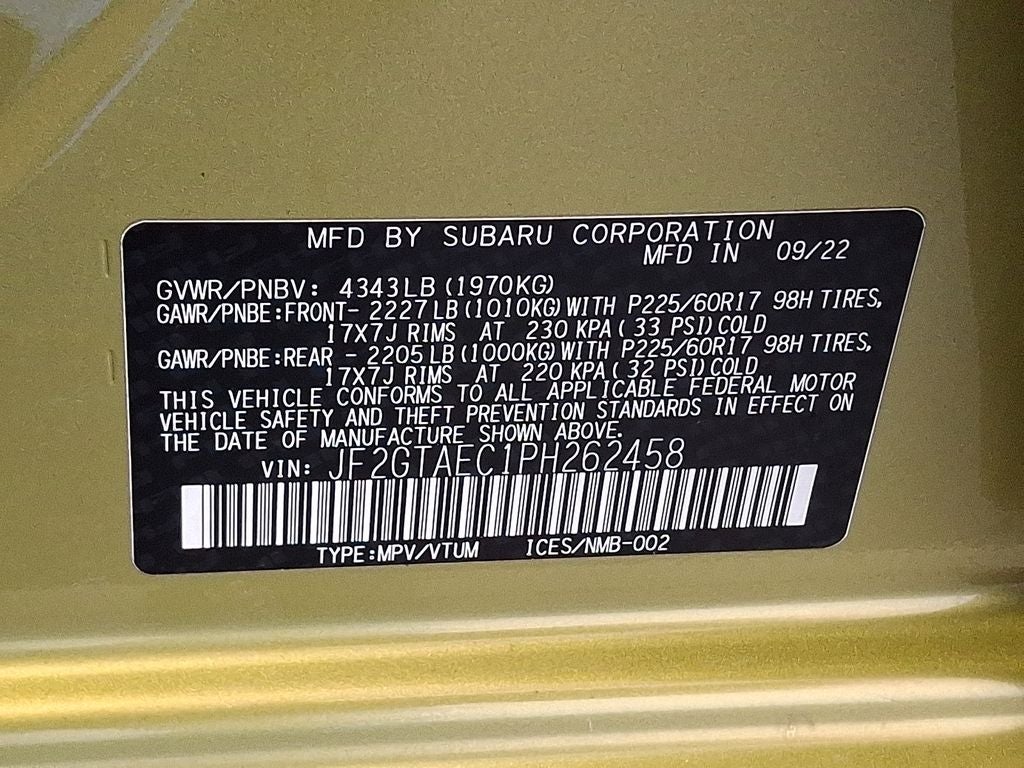 MFD BY SUBARU CORPORATION
MFD IN 09/22
GVWR/PNBV: 4343LB(1970KG)
GAWR/PNBE:FRONT- 2227LB(1010KG)WITH P225/60R17 98H TIRES,
17X7J RIMS AT 230 KPA( 33 PSI)COLD
GAWR/PNBE:REAR - 2205LB(1000KG)WITH P225/60R17 98H TIRES,
17X7J RIMS AT 220 KPA( 32 PSI)COLD
THIS VEHICLE CONFORMS TO ALL APPLICABLE FEDERAL MOTOR
VEHICLE SAFETY AND THEFT PREVENTION STANDARDS IN EFFECT ON
THE DATE OF MANUFACTURE SHOWN ABOVE.
VIN: JF2GTAEC1PH262458
TYPE:MPV/VTUM ICES/NMB-002